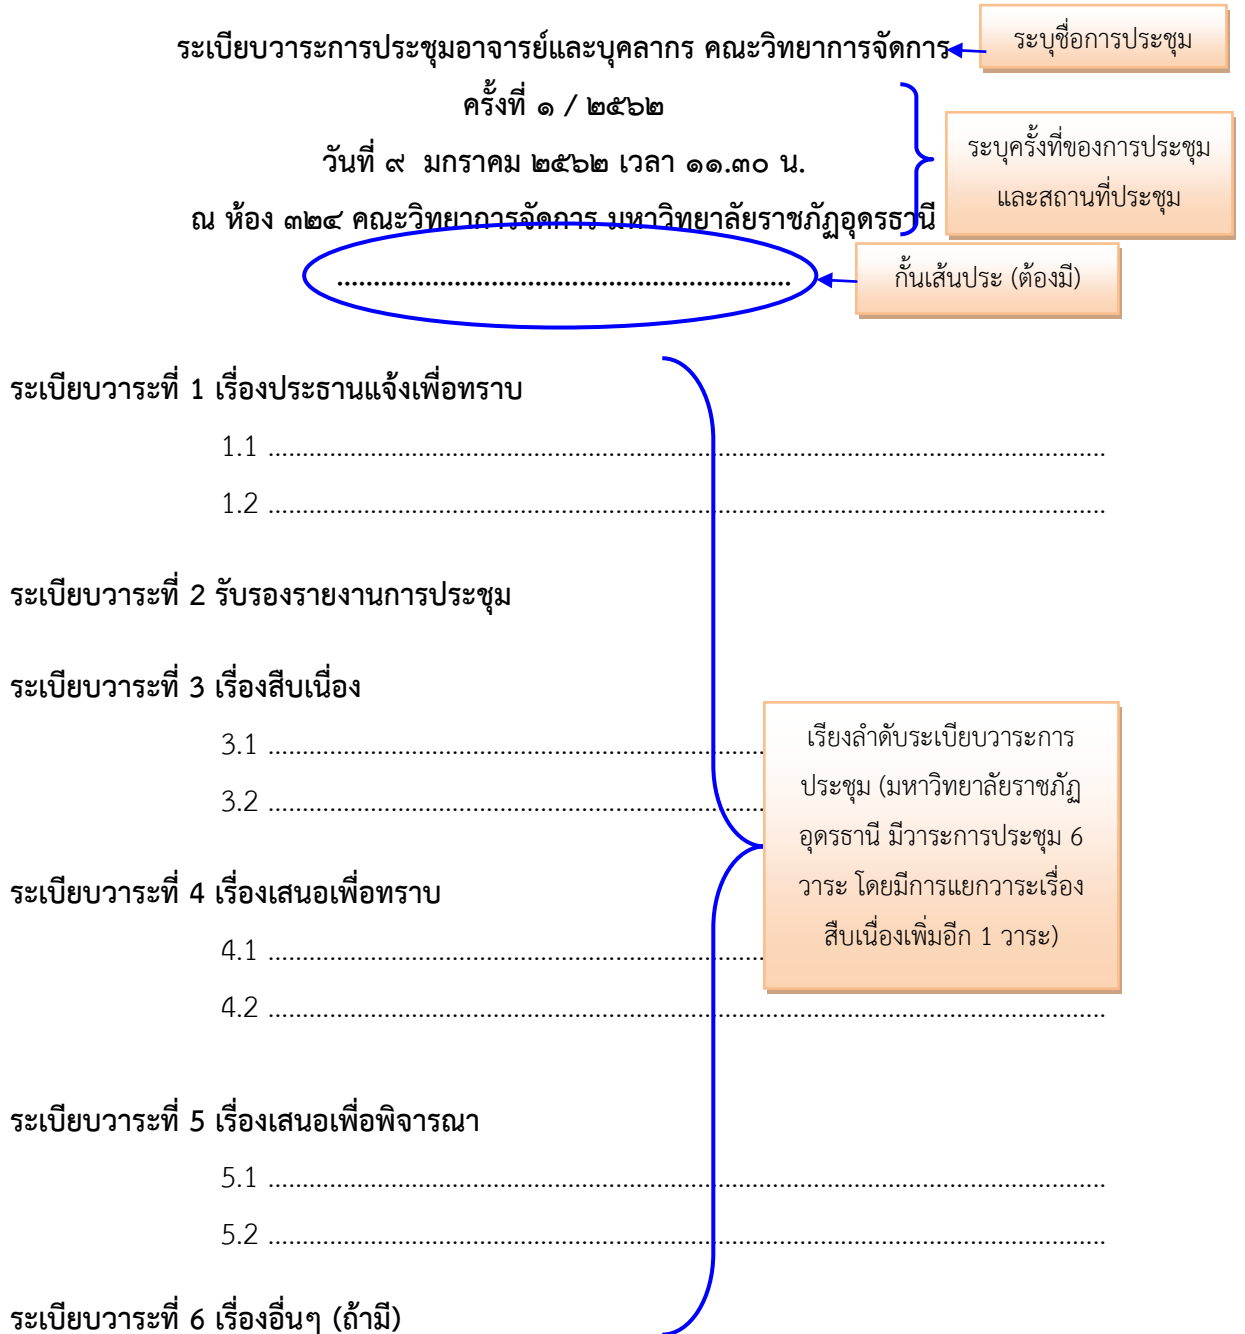 ระเบียบวาระการประชุมอาจารย์และบุคลากร คณะวิทยาการจัดการ
ระบุชื่อการประชุม
ครั้งที่ ๑ / ๒๕๖๒
วันที่ ๙  มกราคม ๒๕๖๒ เวลา ๑๑.๓๐ น.
ณ ห้อง ๓๒๔ คณะวิทยาการจัดการ มหาวิทยาลัยราชภัฏอุดรธานี
ระบุครั้งที่ของการประชุม
และสถานที่ประชุม
..............................................................
กั้นเส้นประ (ต้องมี)
ระเบียบวาระที่ 1 เรื่องประธานแจ้งเพื่อทราบ
1.1 ............................................................................................................................
1.2 ............................................................................................................................
ระเบียบวาระที่ 2 รับรองรายงานการประชุม
ระเบียบวาระที่ 3 เรื่องสืบเนื่อง
3.1 ..........................................................................
3.2 ..........................................................................
เรียงลำดับระเบียบวาระการ
ประชุม (มหาวิทยาลัยราชภัฏ
อุดรธานี มีวาระการประชุม 6
วาระ โดยมีการแยกวาระเรื่อง
สืบเนื่องเพิ่มอีก 1 วาระ)
ระเบียบวาระที่ 4 เรื่องเสนอเพื่อทราบ
4.1 ..........................................................................
4.2 ............................................................................................................................
ระเบียบวาระที่ 5 เรื่องเสนอเพื่อพิจารณา
5.1 ............................................................................................................................
5.2 ............................................................................................................................
ระเบียบวาระที่ 6 เรื่องอื่นๆ (ถ้ามี)